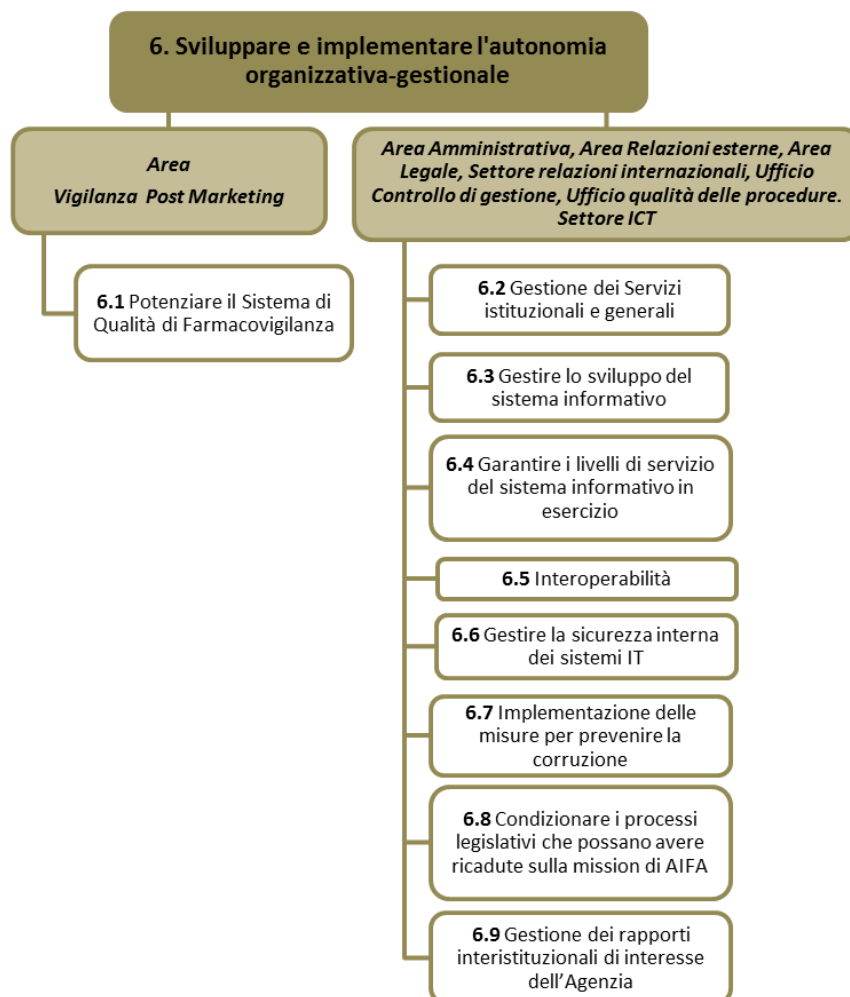 6. Sviluppare e implementare l'autonomia
organizzativa-gestionale
Area
Vigilanza Post Marketing
6.1 Potenziare il Sistema di
Qualità di Farmacovigilanza
Area Amministrativa, Area Relazioni esterne, Area
Legale, Settore relazioni internazionali, Ufficio
Controllo di gestione, Ufficio qualità delle procedure.
Settore ICT
6.2 Gestione dei Servizi
istituzionali e generali
6.3 Gestire lo sviluppo del
sistema informativo
6.4 Garantire i livelli di servizio
del sistema informativo in
esercizio
6.5 Interoperabilità
6.6 Gestire la sicurezza interna
dei sistemi IT
6.7 Implementazione delle
misure per prevenire la
corruzione
6.8 Condizionare i processi
legislativi che possano avere
ricadute sulla mission di AIFA
6.9 Gestione dei rapporti
interistituzionali di interesse
dell'Agenzia